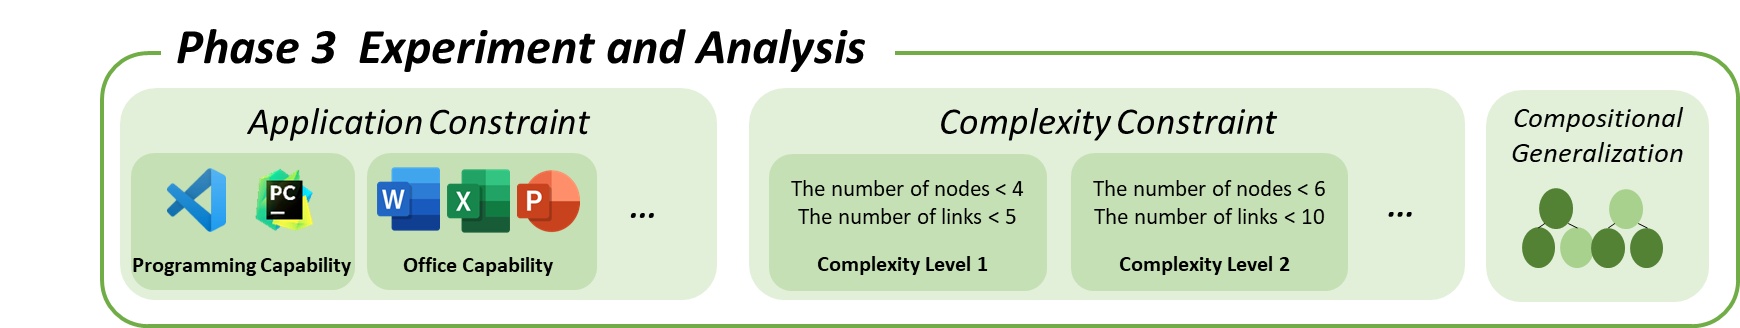 Phase 3 Experiment and Analysis
Application Constraint
PC
W
X
P
...
Programming Capability
Office Capability
Complexity Constraint
The number of nodes < 4
The number of links < 5
Complexity Level 1
The number of nodes < 6
The number of links < 10
Complexity Level 2
...
Compositional
Generalization